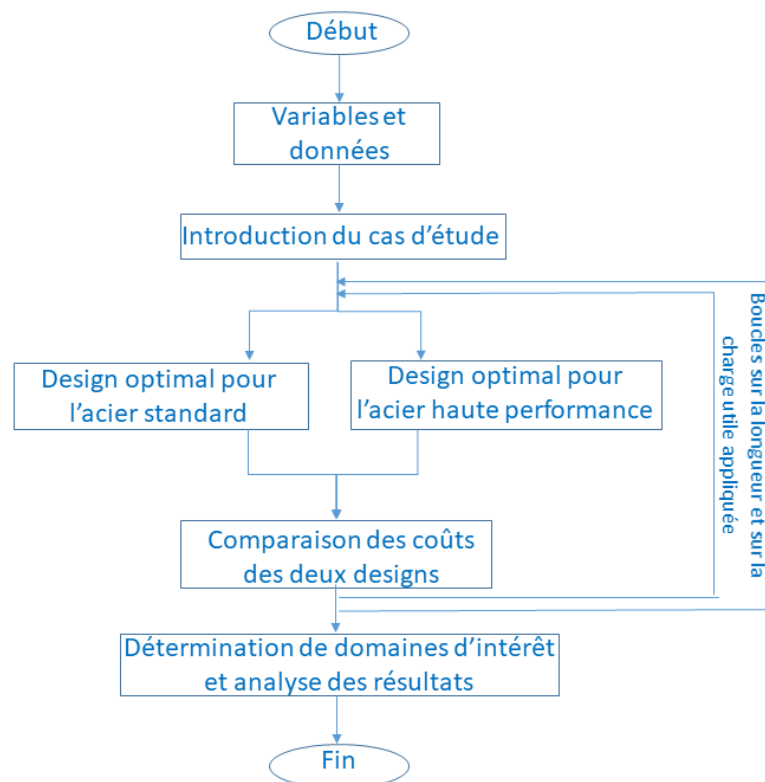 Début
Variables et
données
Introduction du cas d'étude
Design optimal pour
l'acier standard
Design optimal pour
l'acier haute performance
Boucles sur la longueur et sur la
charge utile appliquée
Comparaison des coûts
des deux designs
Détermination de domaines d'intérêt
et analyse des résultats
Fin